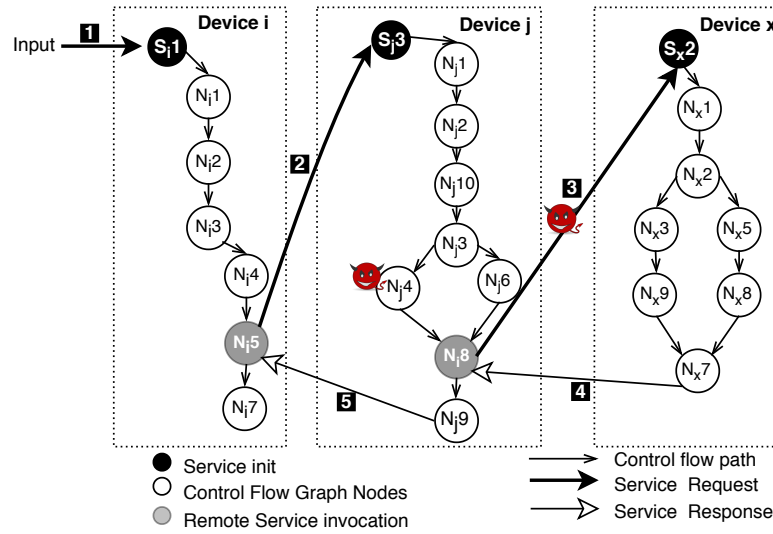 Device i
Device j
Device x
Input
1
S_i1
S_j3
S_x2
N_j1
N_i1
N_x1
N_j2
2
N_i2
N_x2
3
N_j10
N_i3
N_j3
N_x3
N_x5
N_i4
N_j4
N_j6
N_x9
N_x8
N_i5
N_i8
N_x7
4
5
N_i7
N_j9
Service init
Control Flow Graph Nodes
Remote Service invocation
Control flow path
Service Request
Service Response